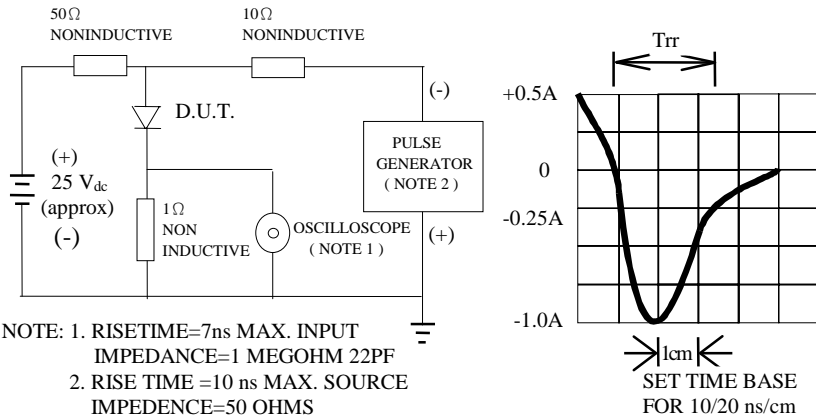 50Ω
NONINDUCTIVE
10Ω
NONINDUCTIVE
Trr
(-)
+0.5A
D.U.T.
PULSE
GENERATOR
( NOTE 2 )
(+)
25 Vdc
(approx)
(-)
0
-0.25A
1Ω
NON
INDUCTIVE
OSCILLOSCOPE
( NOTE 1 )
(+)
-1.0A
NOTE: 1. RISETIME=7ns MAX. INPUT
IMPEDANCE=1 MEGOHM 22PF
2. RISE TIME =10 ns MAX. SOURCE
IMPEDENCE=50 OHMS
1cm
SET TIME BASE
FOR 10/20 ns/cm